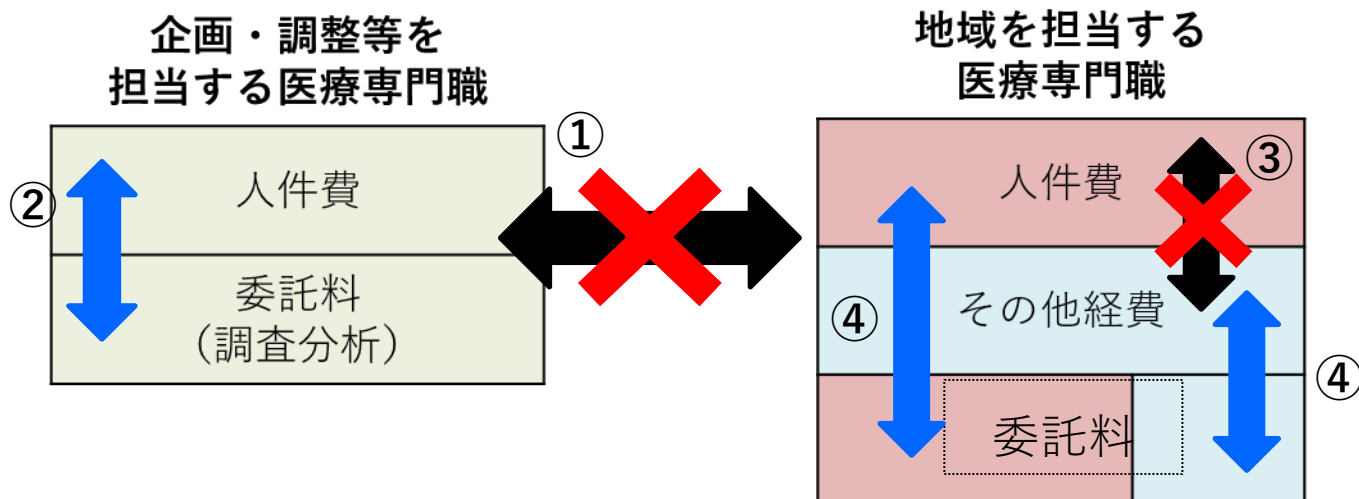 企画・調整等を
担当する医療専門職
①
人件費
②
委託料
(調査分析)
地域を担当する
医療専門職
人件費
③
その他経費
④
④
委託料